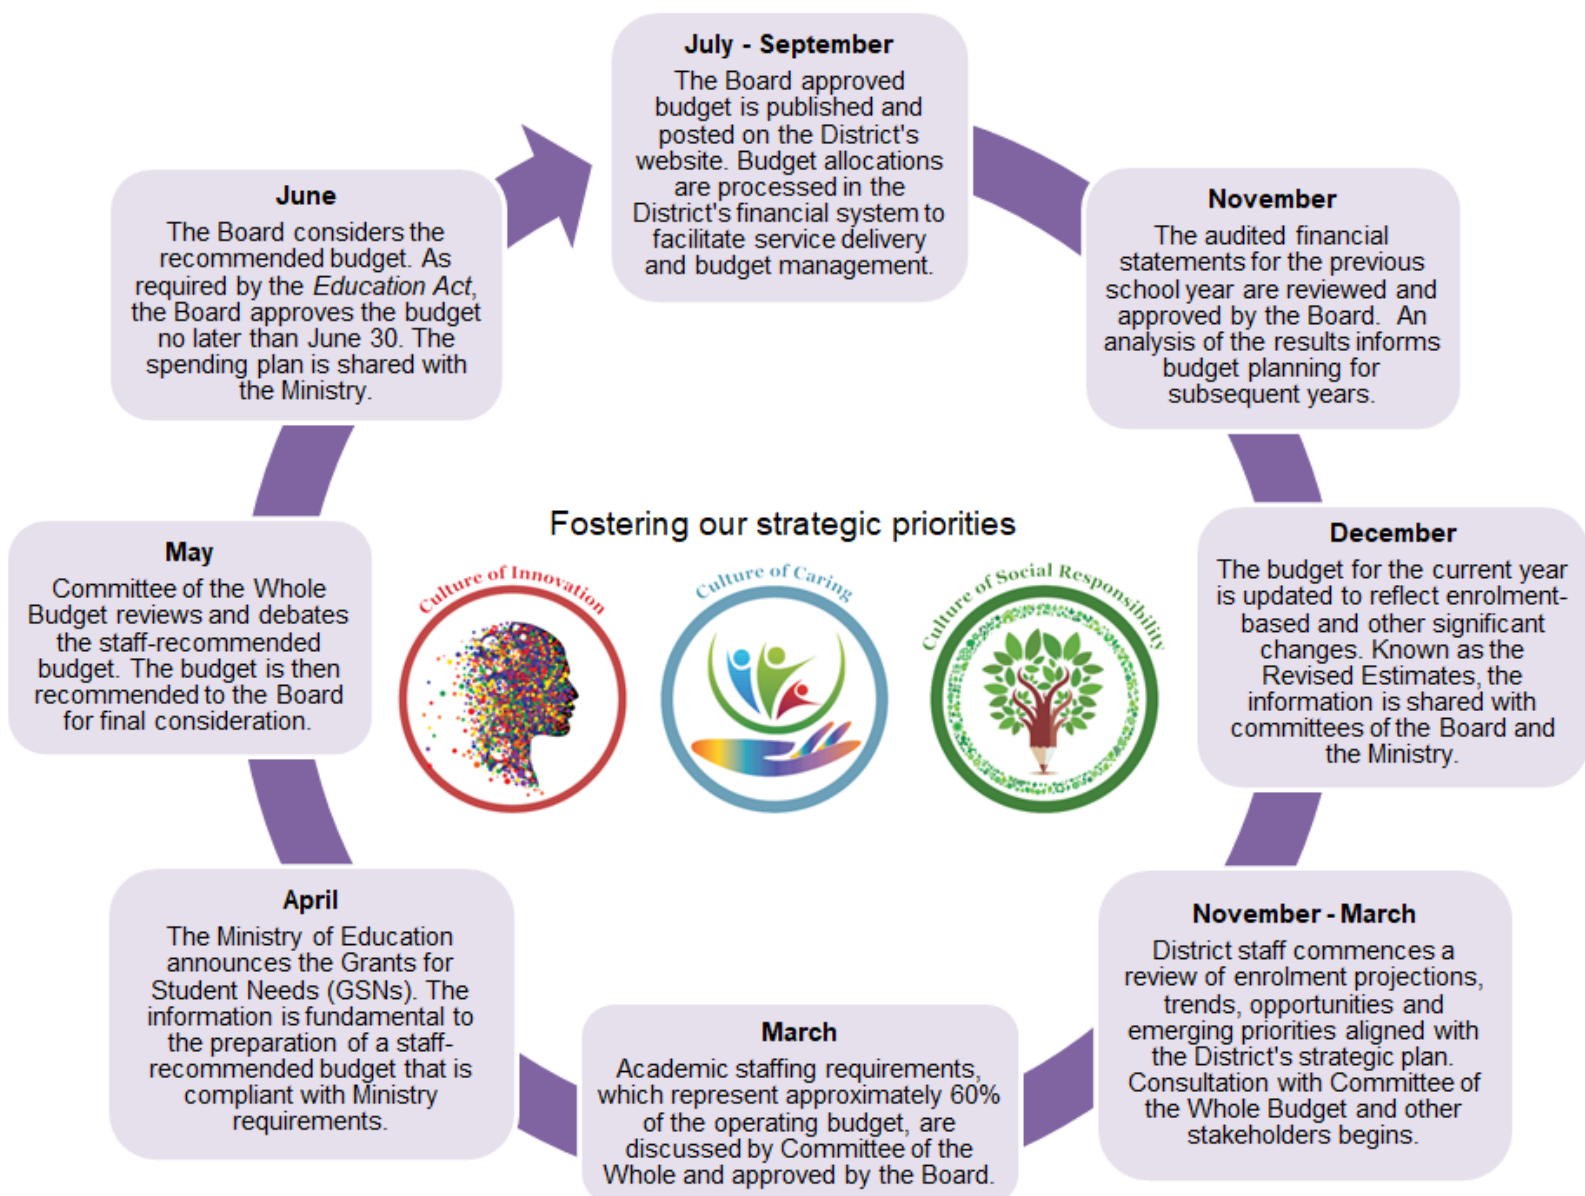 July - September
The Board approved
budget is published and
posted on the District's
website. Budget allocations
are processed in the
District's financial system to
facilitate service delivery
and budget management.
November
The audited financial
statements for the previous
school year are reviewed and
approved by the Board.  An
analysis of the results informs
budget planning for
subsequent years.
December
The budget for the current year
is updated to reflect enrolment-
based and other significant
changes. Known as the
Revised Estimates, the
information is shared with
committees of the Board and
the Ministry.
November - March
District staff commences a
review of enrolment projections,
trends, opportunities and
emerging priorities aligned with
the District's strategic plan.
Consultation with Committee of
the Whole Budget and other
stakeholders begins.
March
Academic staffing requirements,
which represent approximately 60%
of the operating budget, are
discussed by Committee of the
Whole and approved by the Board.
April
The Ministry of Education
announces the Grants for
Student Needs (GSNs). The
information is fundamental to
the preparation of a staff-
recommended budget that is
compliant with Ministry
requirements.
May
Committee of the Whole
Budget reviews and debates
the staff-recommended
budget. The budget is then
recommended to the Board
for final consideration.
June
The Board considers the
recommended budget. As
required by the Education Act,
the Board approves the budget
no later than June 30. The
spending plan is shared with
the Ministry.
Fostering our strategic priorities
Culture of Innovation
Culture of Caring
Culture of Social Responsibility